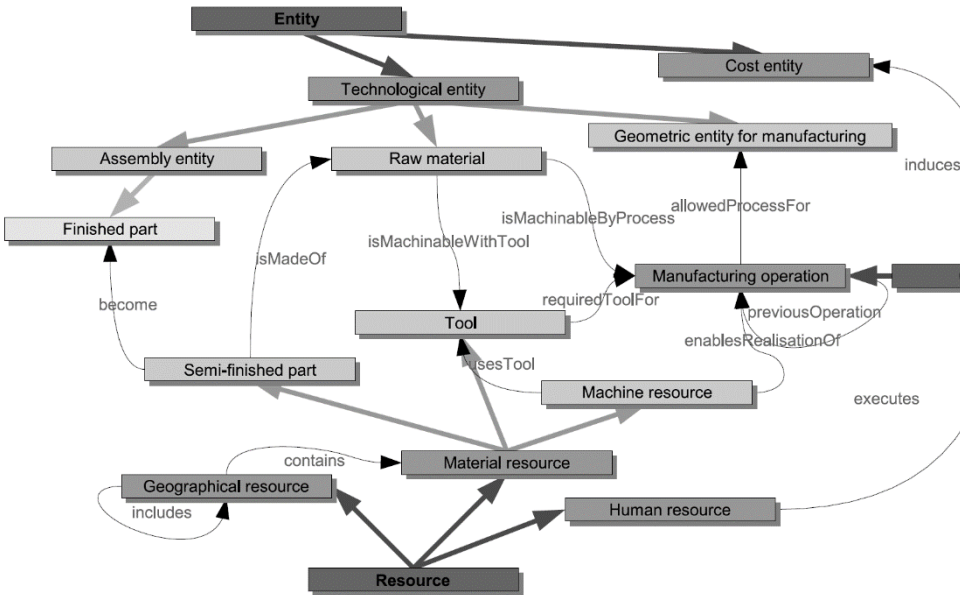 Entity
Cost entity
Technological entity
Geometric entity for manufacturing
Assembly entity
Raw material
induces
allowedProcessFor
isMachinableByProcess
Finished part
isMachinableWithTool
isMadeOf
Manufacturing operation
become
requiredToolFor
previousOperation
Tool
enablesRealisationOf
Semi-finished part
usesTool
Machine resource
executes
contains
Material resource
Geographical resource
includes
Human resource
Resource